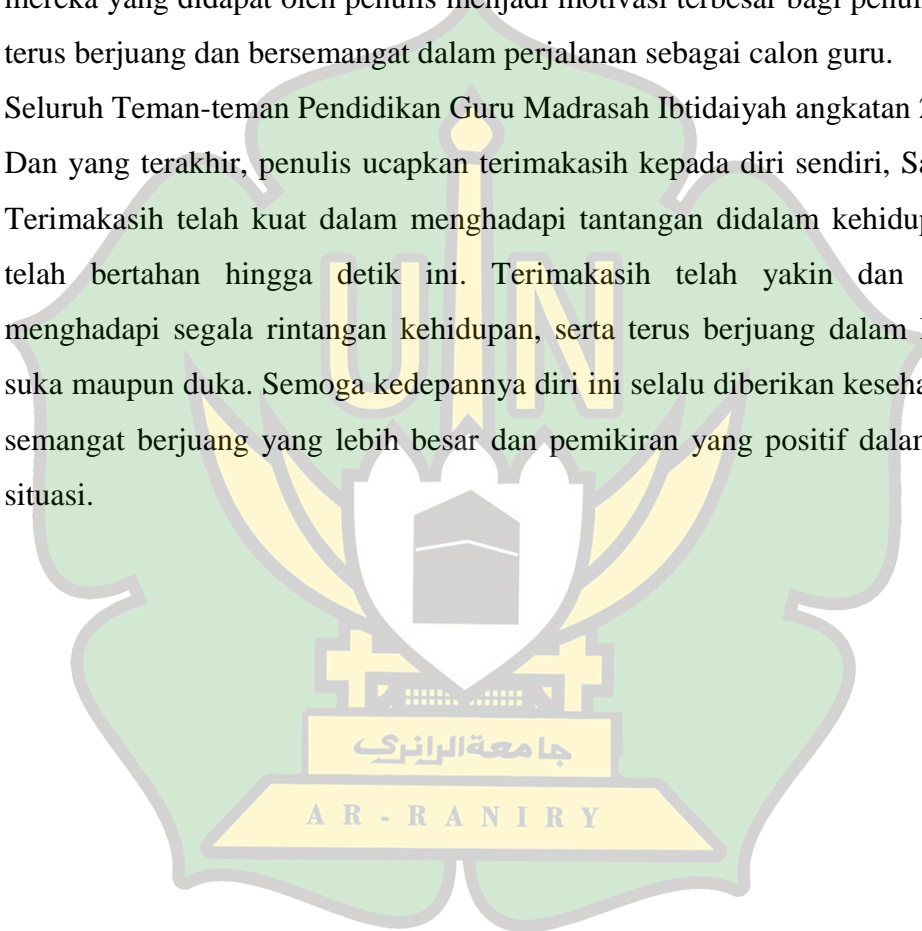 mereka yang didapat oleh penulis menjadi motivasi terbesar bagi
terus berjuang dan bersemangat dalam perjalanan sebagai calon guru.
Seluruh Teman-teman Pendidikan Guru Madrasah Ibtidaiyah angkatan
Dan yang terakhir, penulis ucapkan terimakasih kepada diri sendiri,
Terimakasih telah kuat dalam menghadapi tantangan didalam
telah bertahan hingga detik ini. Terimakasih telah yakin dan
menghadapi segala rintangan kehidupan, serta terus berjuang dalam
suka maupun duka. Semoga kedepannya diri ini selalu diberikan
semangat berjuang yang lebih besar dan pemikiran yang positif
situasi.
UIN
جامعةالرانري
AR-RANIRY